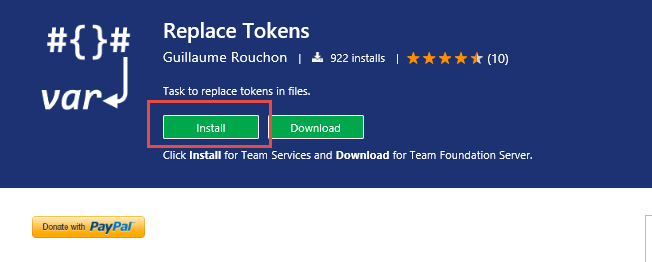 #{}#
var
Replace Tokens
Guillaume Rouchon | 922 installs | (10)
Task to replace tokens in files.
Install Download
Click Install for Team Services and Download for Team Foundation Server.
Donate with PayPal